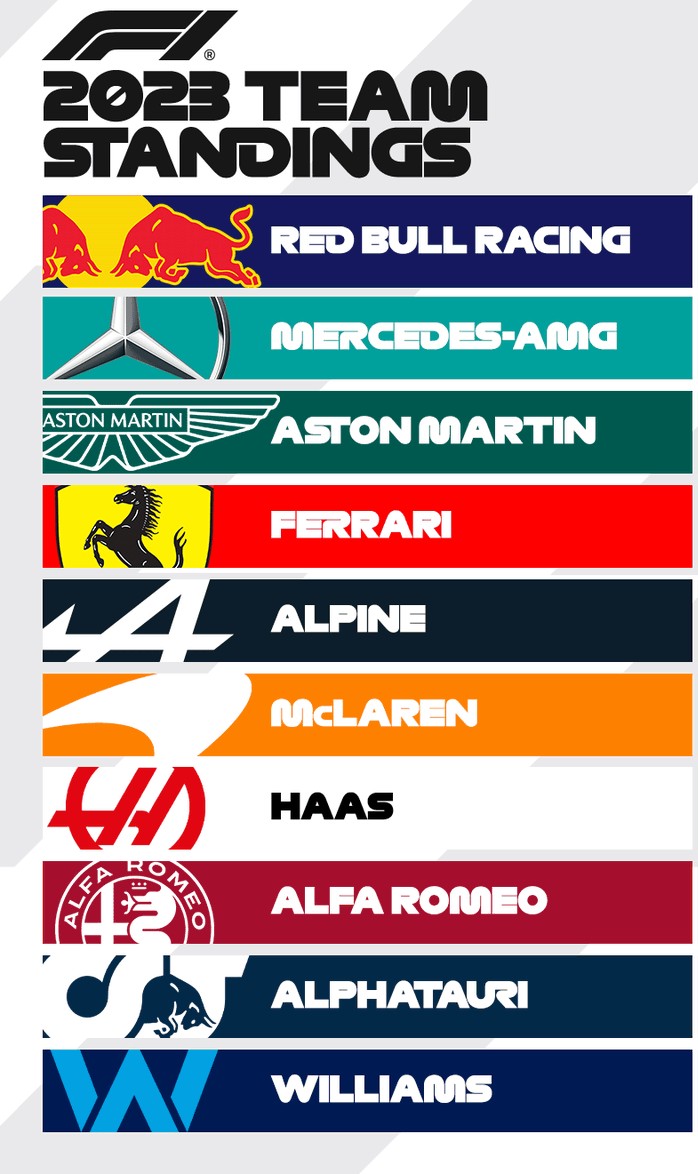 F1®
2023 TEAM
STANDINGS
RED BULL RACING
MERCEDES-AMG
ASTON MARTIN
ASTON MARTIN
FERRARI
ALPINE
McLAREN
HAAS
ALFA ROMEO
ALFA ROMEO
ALPHATAURI
WILLIAMS